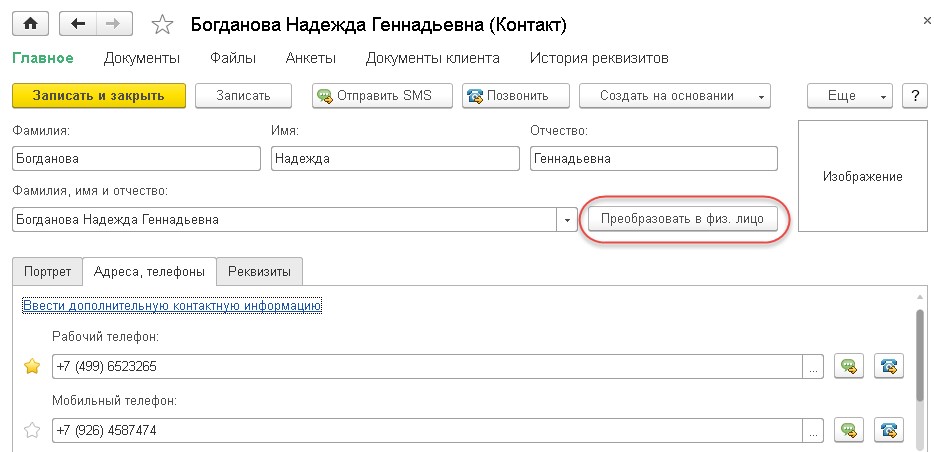 Богданова Надежда Геннадьевна (Контакт)
Главное Документы Файлы Анкеты Документы клиента История реквизитов
Записать и закрыть Записать Отправить SMS Позвонить Создать на основании Еще ?
Фамилия: Имя: Отчество:
Богданова Надежда Геннадьевна
Изображение
Фамилия, имя и отчество:
Богданова Надежда Геннадьевна Преобразовать в физ. лицо
Портрет Адреса, телефоны Реквизиты
Ввести дополнительную контактную информацию
Рабочий телефон:
+7 (499) 6523265 ...
Мобильный телефон:
+7 (926) 4587474 ...